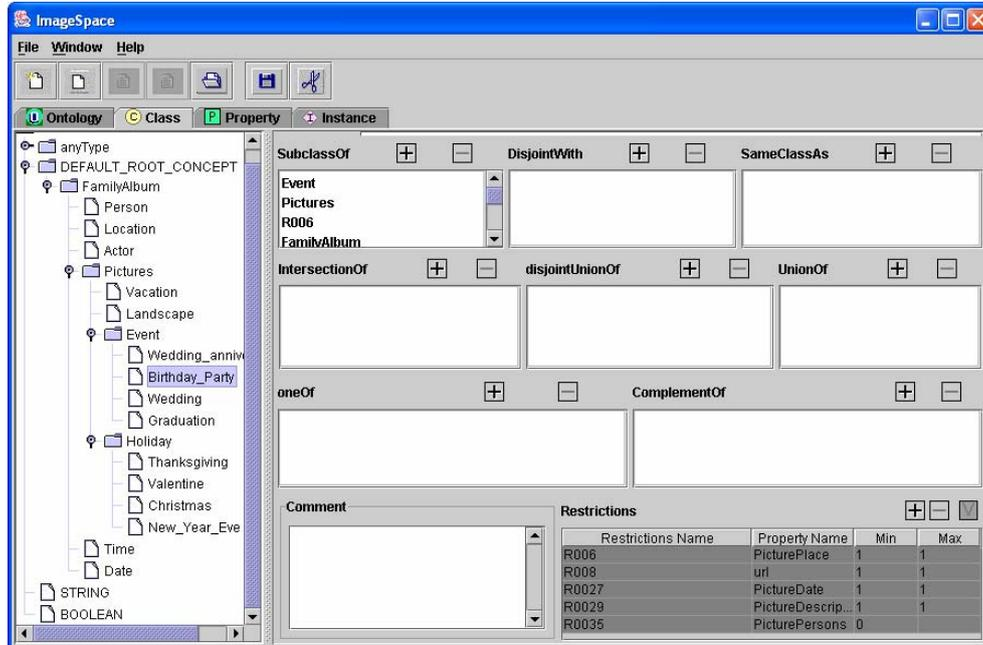 ImageSpace
File Window Help
Ontology Class Property Instance
anyType
DEFAULT_ROOT_CONCEPT
FamilyAlbum
Person
Location
Actor
Pictures
Vacation
Landscape
Event
Wedding_anniv
Birthday_Party
Wedding
Graduation
Holiday
Thanksgiving
Valentine
Christmas
New_Year_Eve
Time
Date
STRING
BOOLEAN
SubclassOf DisjointWith SameClassAs
Event
Pictures
R006
FamilyAlbum
IntersectionOf disjointUnionOf UnionOf
oneOf ComplementOf
Comment
Restrictions
Restrictions Name Property Name Min Max
R006 PicturePlace 1 1
R008 url 1 1
R0027 PictureDate 1 1
R0029 PictureDescrip... 1 1
R0035 PicturePersons 0